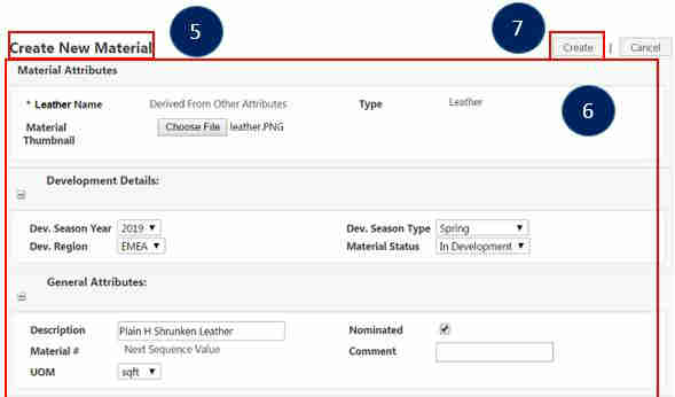 5
7
Create New Material
Create | Cancel
Material Attributes
* Leather Name Derived From Other Attributes Type Leather
6
Material Thumbnail Choose File leather.PNG
Development Details:
Dev. Season Year 2019 Dev. Season Type Spring
Dev. Region EMEA Material Status In Development
General Attributes:
Description Plain H Shrunken Leather Nominated
Material # Next Sequence Value Comment
UOM sqft